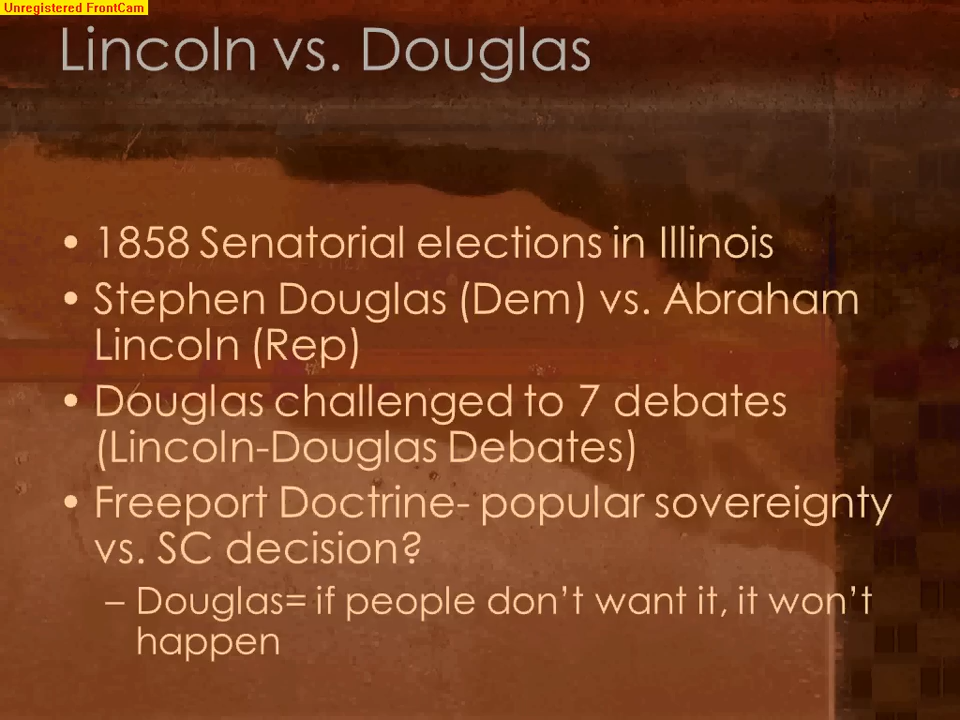 Unregistered FrontCam
Lincoln vs. Douglas
• 1858 Senatorial elections in Illinois
• Stephen Douglas (Dem) vs. Abraham
Lincoln (Rep)
• Douglas challenged to 7 debates
(Lincoln-Douglas Debates)
• Freeport Doctrine- popular sovereignty
vs. SC decision?
– Douglas= if people don’t want it, it won’t
happen